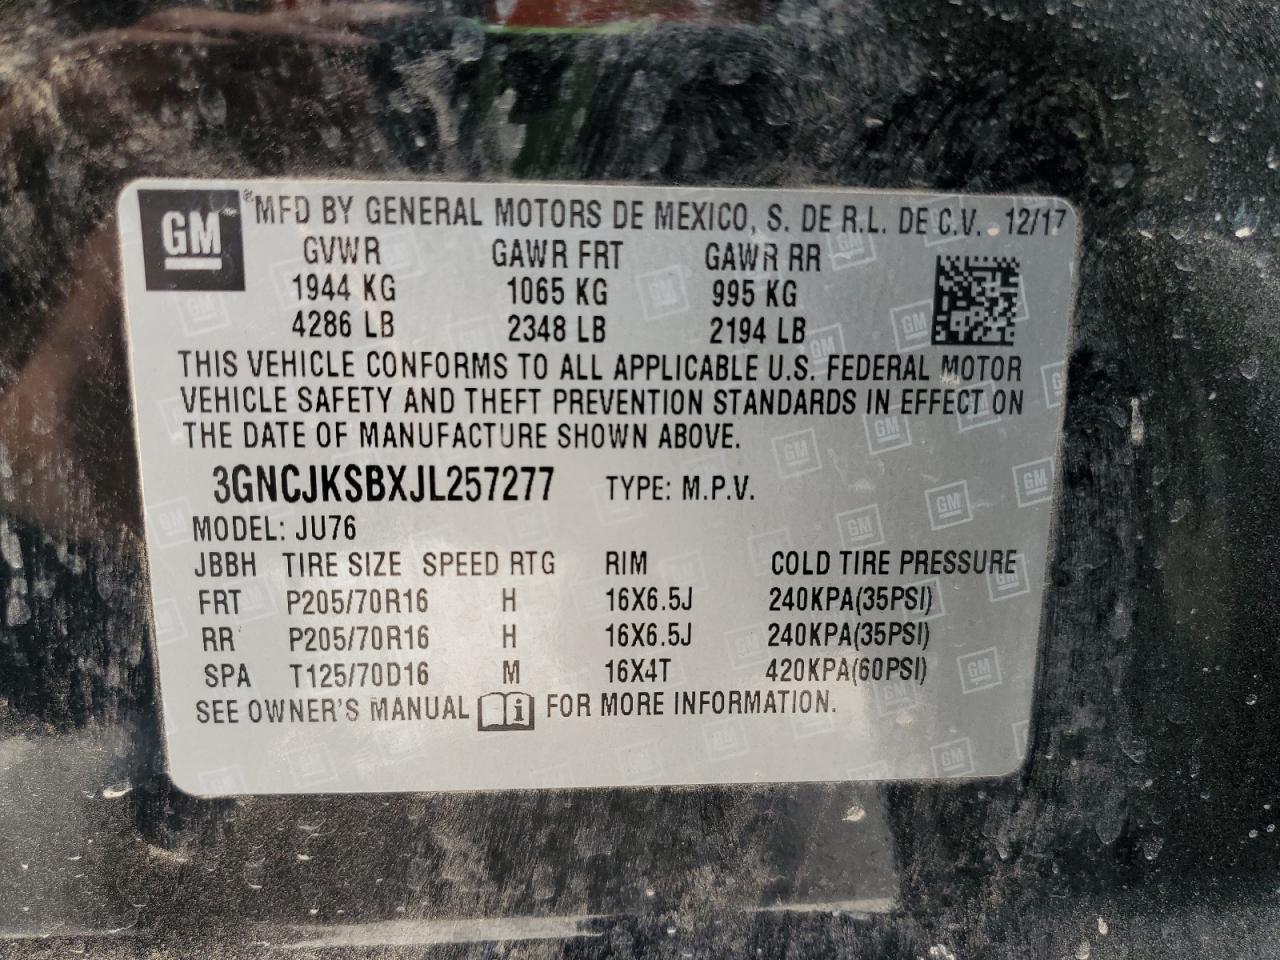 GM ® MFD BY GENERAL MOTORS DE MEXICO, S. DE R.L. DE C.V. 12/17
GVWR GAWR FRT GAWR RR
1944 KG 1065 KG 995 KG
4286 LB 2348 LB 2194 LB
THIS VEHICLE CONFORMS TO ALL APPLICABLE U.S. FEDERAL MOTOR
VEHICLE SAFETY AND THEFT PREVENTION STANDARDS IN EFFECT ON
THE DATE OF MANUFACTURE SHOWN ABOVE.
3GNCJKSBXJL257277 TYPE: M.P.V.
MODEL: JU76
JBBH TIRE SIZE SPEED RTG RIM COLD TIRE PRESSURE
FRT P205/70R16 H 16X6.5J 240KPA(35PSI)
RR P205/70R16 H 16X6.5J 240KPA(35PSI)
SPA T125/70D16 M 16X4T 420KPA(60PSI)
SEE OWNER'S MANUAL i FOR MORE INFORMATION.